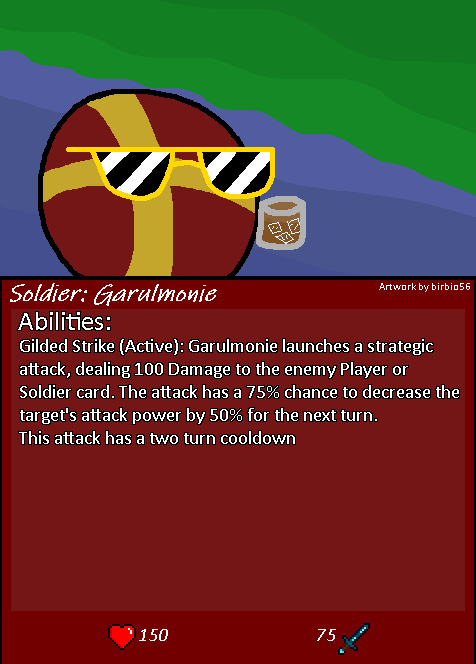 Soldier: Garulmonie
Artwork by birbio56
Abilities:
Gilded Strike (Active): Garulmonie launches a strategic
attack, dealing 100 Damage to the enemy Player or
Soldier card. The attack has a 75% chance to decrease the
target's attack power by 50% for the next turn.
This attack has a two turn cooldown
150
75